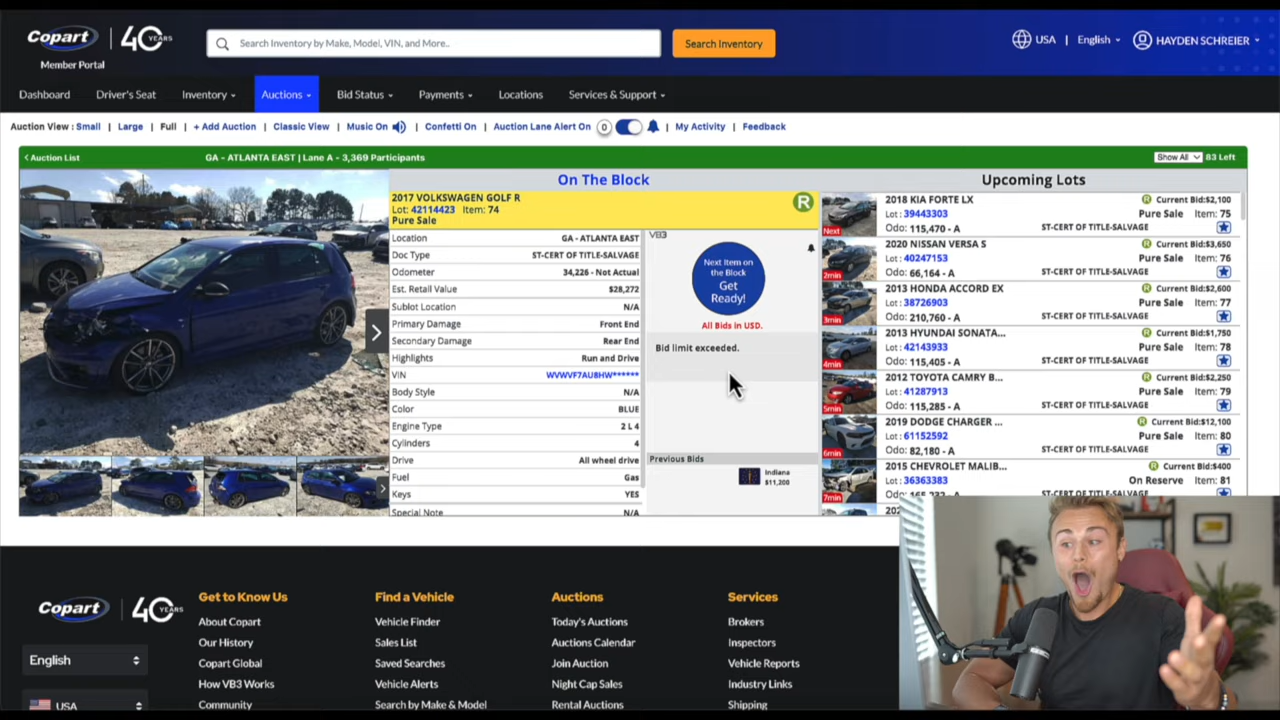 Copart | 40 YEARS
Member Portal
Search Inventory by Make, Model, VIN, and More..
Search Inventory
USA | English
HAYDEN SCHREIER
Dashboard
Driver's Seat
Inventory
Auctions
Bid Status
Payments
Locations
Services & Support
Auction View : Small | Large | Full | + Add Auction | Classic View | Music On | Confetti On | Auction Lane Alert On 0 | My Activity | Feedback
Auction List
GA - ATLANTA EAST | Lane A - 3,369 Participants
Show All
83 Left
On The Block
2017 VOLKSWAGEN GOLF R
Lot: 42114423 Item: 74
Pure Sale
R
Location GA - ATLANTA EAST
Doc Type ST-CERT OF TITLE-SALVAGE
Odometer 34,226 - Not Actual
Est. Retail Value $28,272
Sublot Location N/A
Primary Damage Front End
Secondary Damage Rear End
Highlights Run and Drive
VIN WVWVF7AU8HW******
Body Style N/A
Color BLUE
Engine Type 2 L 4
Cylinders 4
Drive All wheel drive
Fuel Gas
Keys YES
Special Note N/A
VB3
Next Item on
the Block
Get
Ready!
All Bids in USD.
Bid limit exceeded.
Previous Bids
Indiana
$11,200
Upcoming Lots
2018 KIA FORTE LX
R Current Bid:$2,100
Lot : 39443303
Pure Sale Item: 75
Next
Odo: 115,470 - A
ST-CERT OF TITLE-SALVAGE
2020 NISSAN VERSA S
R Current Bid:$3,650
Lot : 40247153
Pure Sale Item: 76
2min
Odo: 66,164 - A
ST-CERT OF TITLE-SALVAGE
2013 HONDA ACCORD EX
R Current Bid:$2,600
Lot : 38726903
Pure Sale Item: 77
3min
Odo: 210,760 - A
ST-CERT OF TITLE-SALVAGE
2013 HYUNDAI SONATA...
R Current Bid:$1,750
Lot : 42143933
Pure Sale Item: 78
4min
Odo: 115,405 - A
ST-CERT OF TITLE-SALVAGE
2012 TOYOTA CAMRY B...
R Current Bid:$2,250
Lot : 41287913
Pure Sale Item: 79
5min
Odo: 115,285 - A
ST-CERT OF TITLE-SALVAGE
2019 DODGE CHARGER ...
R Current Bid:$12,100
Lot : 61152592
Pure Sale Item: 80
6min
Odo: 82,180 - A
ST-CERT OF TITLE-SALVAGE
2015 CHEVROLET MALIB...
R Current Bid:$400
Lot : 36363383
On Reserve Item: 81
7min
ST-CERT OF TITLE-SALVAGE
Copart | 40 YEARS
English
USA
Get to Know Us
About Copart
Our History
Copart Global
How VB3 Works
Community
Find a Vehicle
Vehicle Finder
Sales List
Saved Searches
Vehicle Alerts
Search by Make & Model
Auctions
Today's Auctions
Auctions Calendar
Join Auction
Night Cap Sales
Rental Auctions
Services
Brokers
Inspectors
Vehicle Reports
Industry Links
Shipping